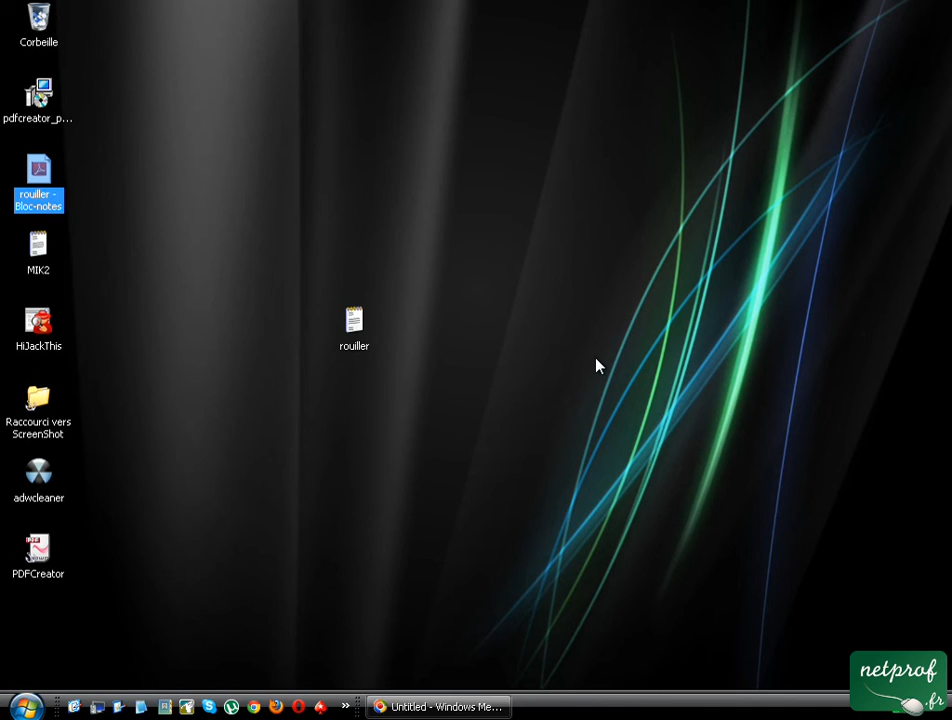 Corbeille
pdfcreator_p...
rouiller -
Bloc-notes
MIK2
HiJackThis
Raccourci vers
ScreenShot
adwcleaner
PDFCreator
rouiller
Untitled - Windows Me...
netprof
.fr